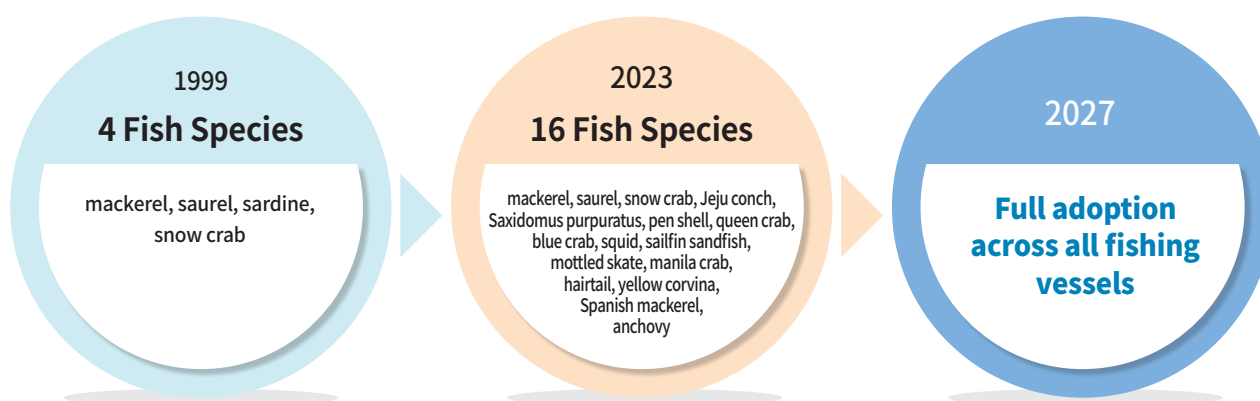 1999
4 Fish Species
mackerel, saurel, sardine,
snow crab
2023
16 Fish Species
mackerel, saurel, snow crab, Jeju conch,
Saxidomus purpuratus, pen shell, queen crab,
blue crab, squid, sailfin sandfish,
mottled skate, manila crab,
hairtail, yellow corvina,
Spanish mackerel,
anchovy
2027
Full adoption
across all fishing
vessels